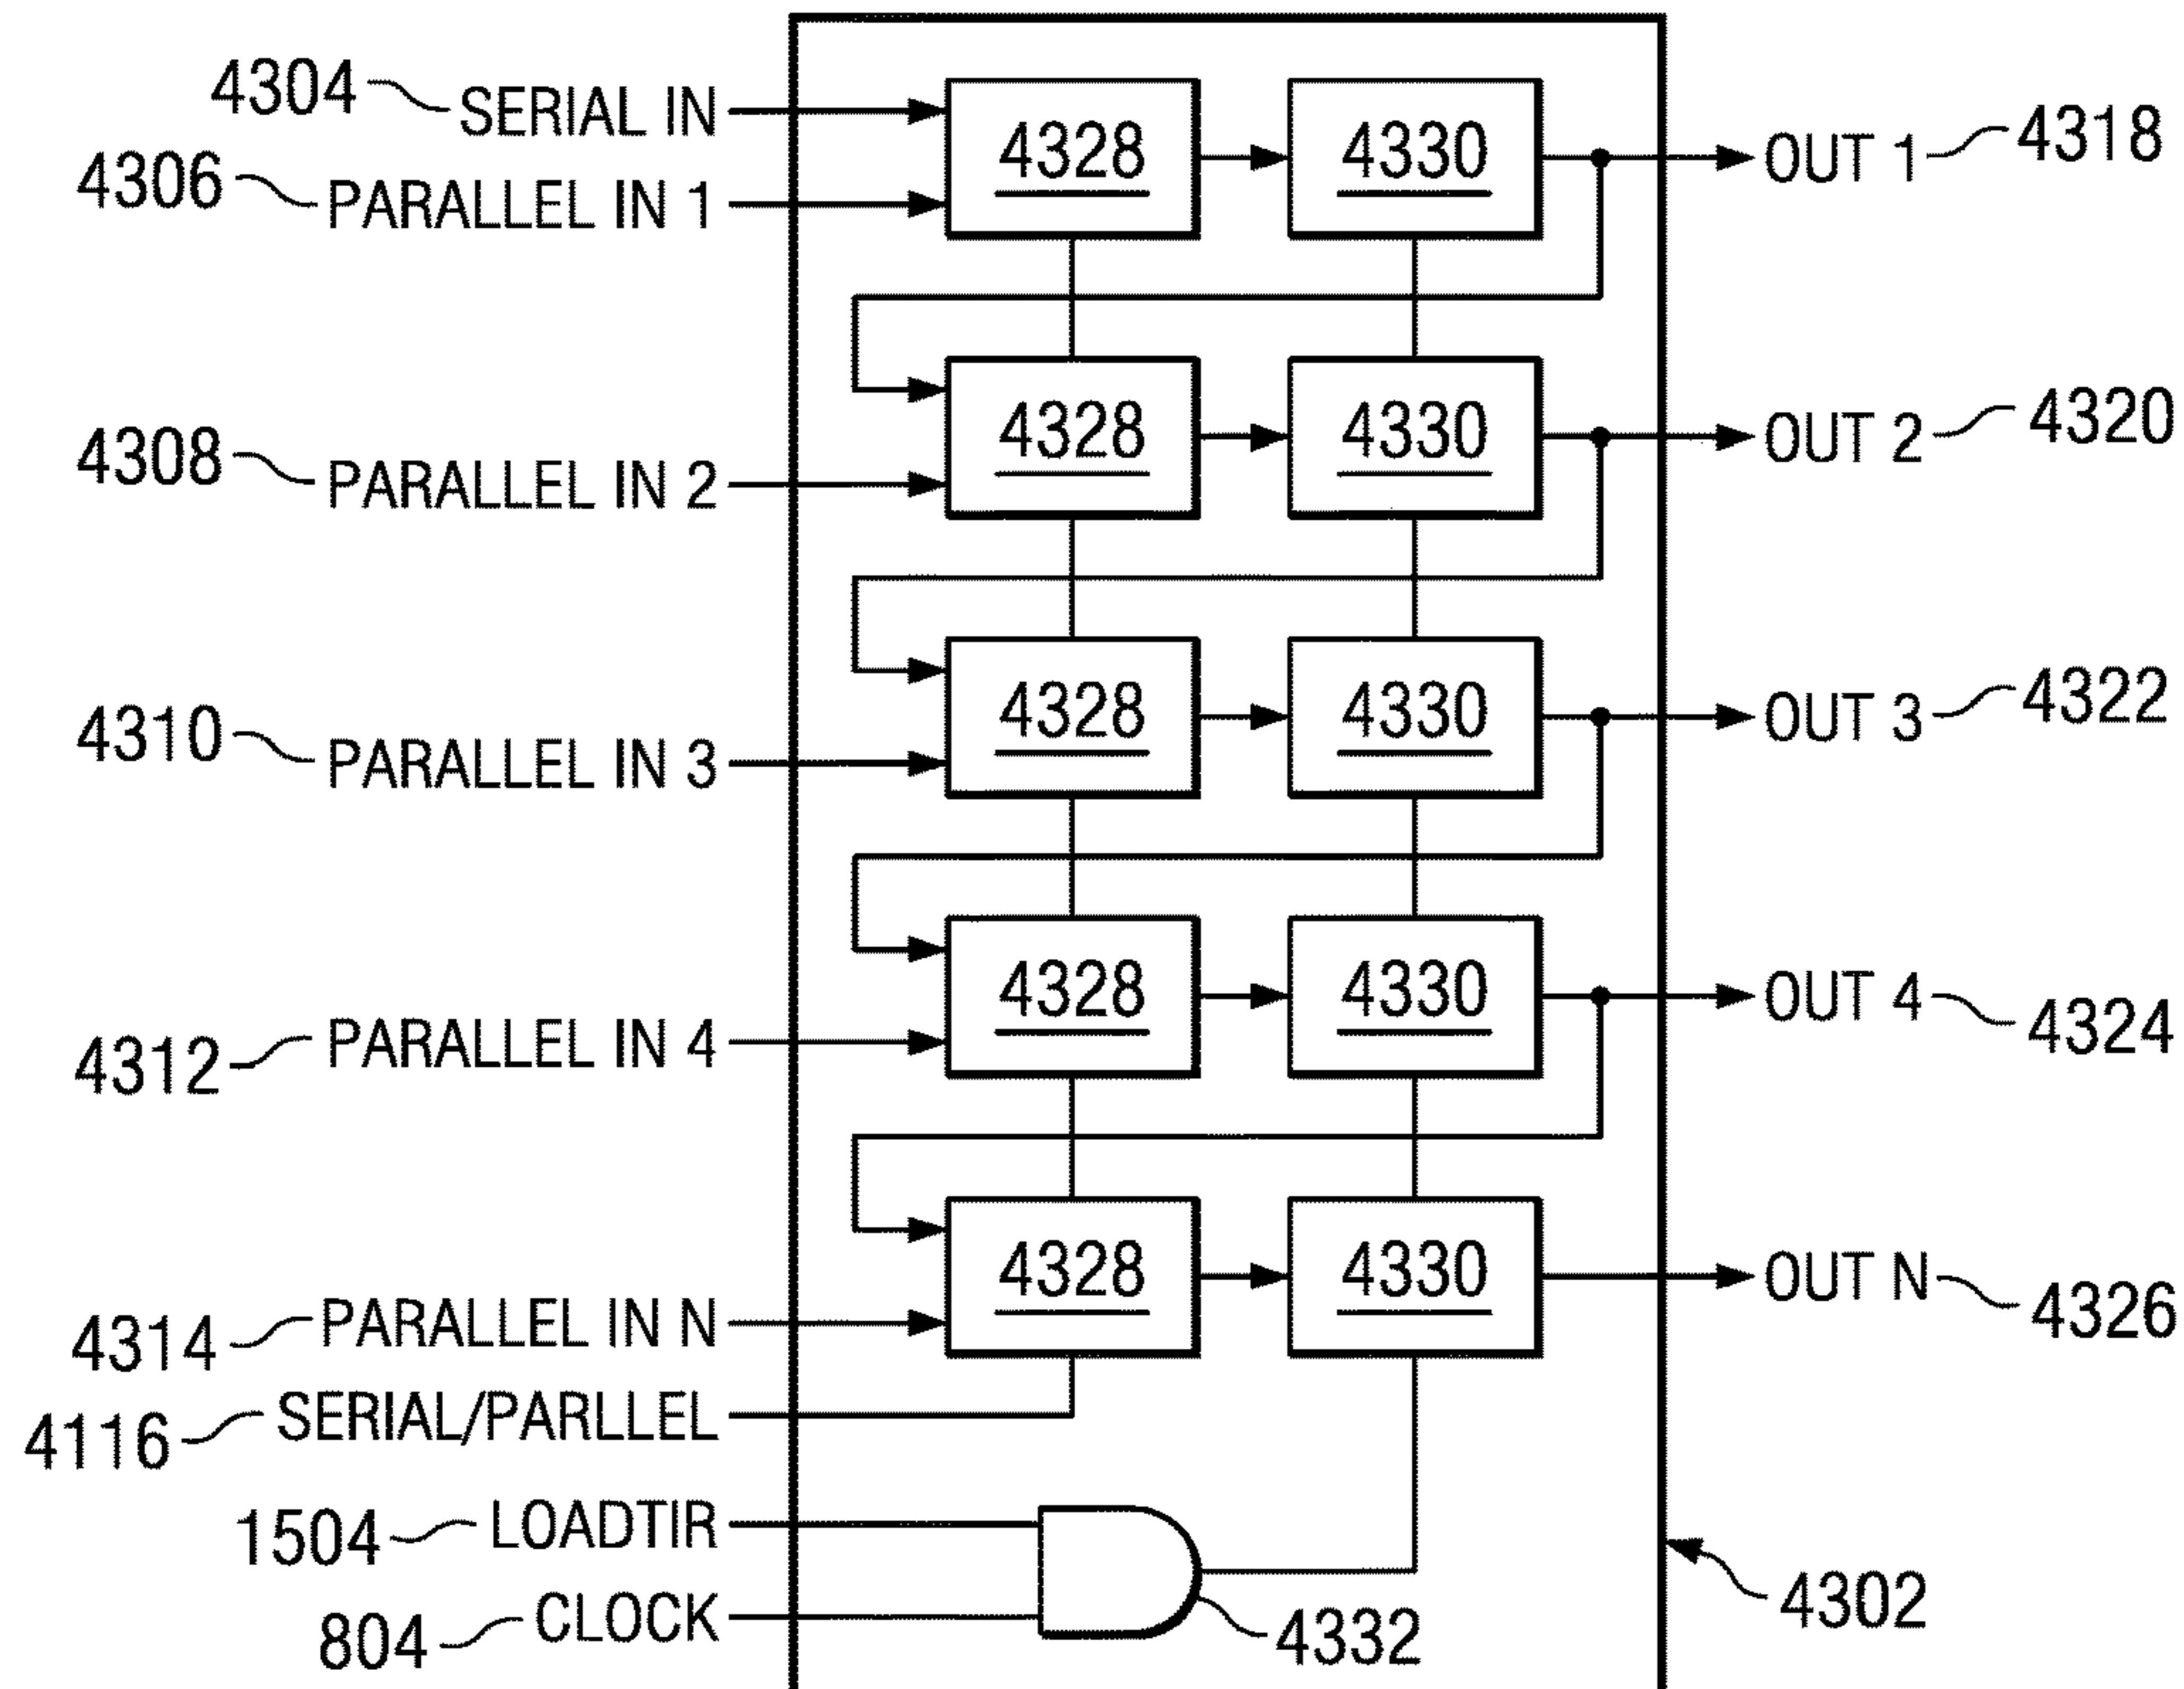 4304 SERIAL IN 4328 4330 OUT 1 4318
4306 PARALLEL IN 1
4308 PARALLEL IN 2 4328 4330 OUT 2 4320
4310 PARALLEL IN 3 4328 4330 OUT 3 4322
4312 PARALLEL IN 4 4328 4330 OUT 4 4324
4314 PARALLEL IN N 4328 4330 OUT N 4326
4116 SERIAL/PARLLEL
1504 LOADTIR
804 CLOCK 4332 4302